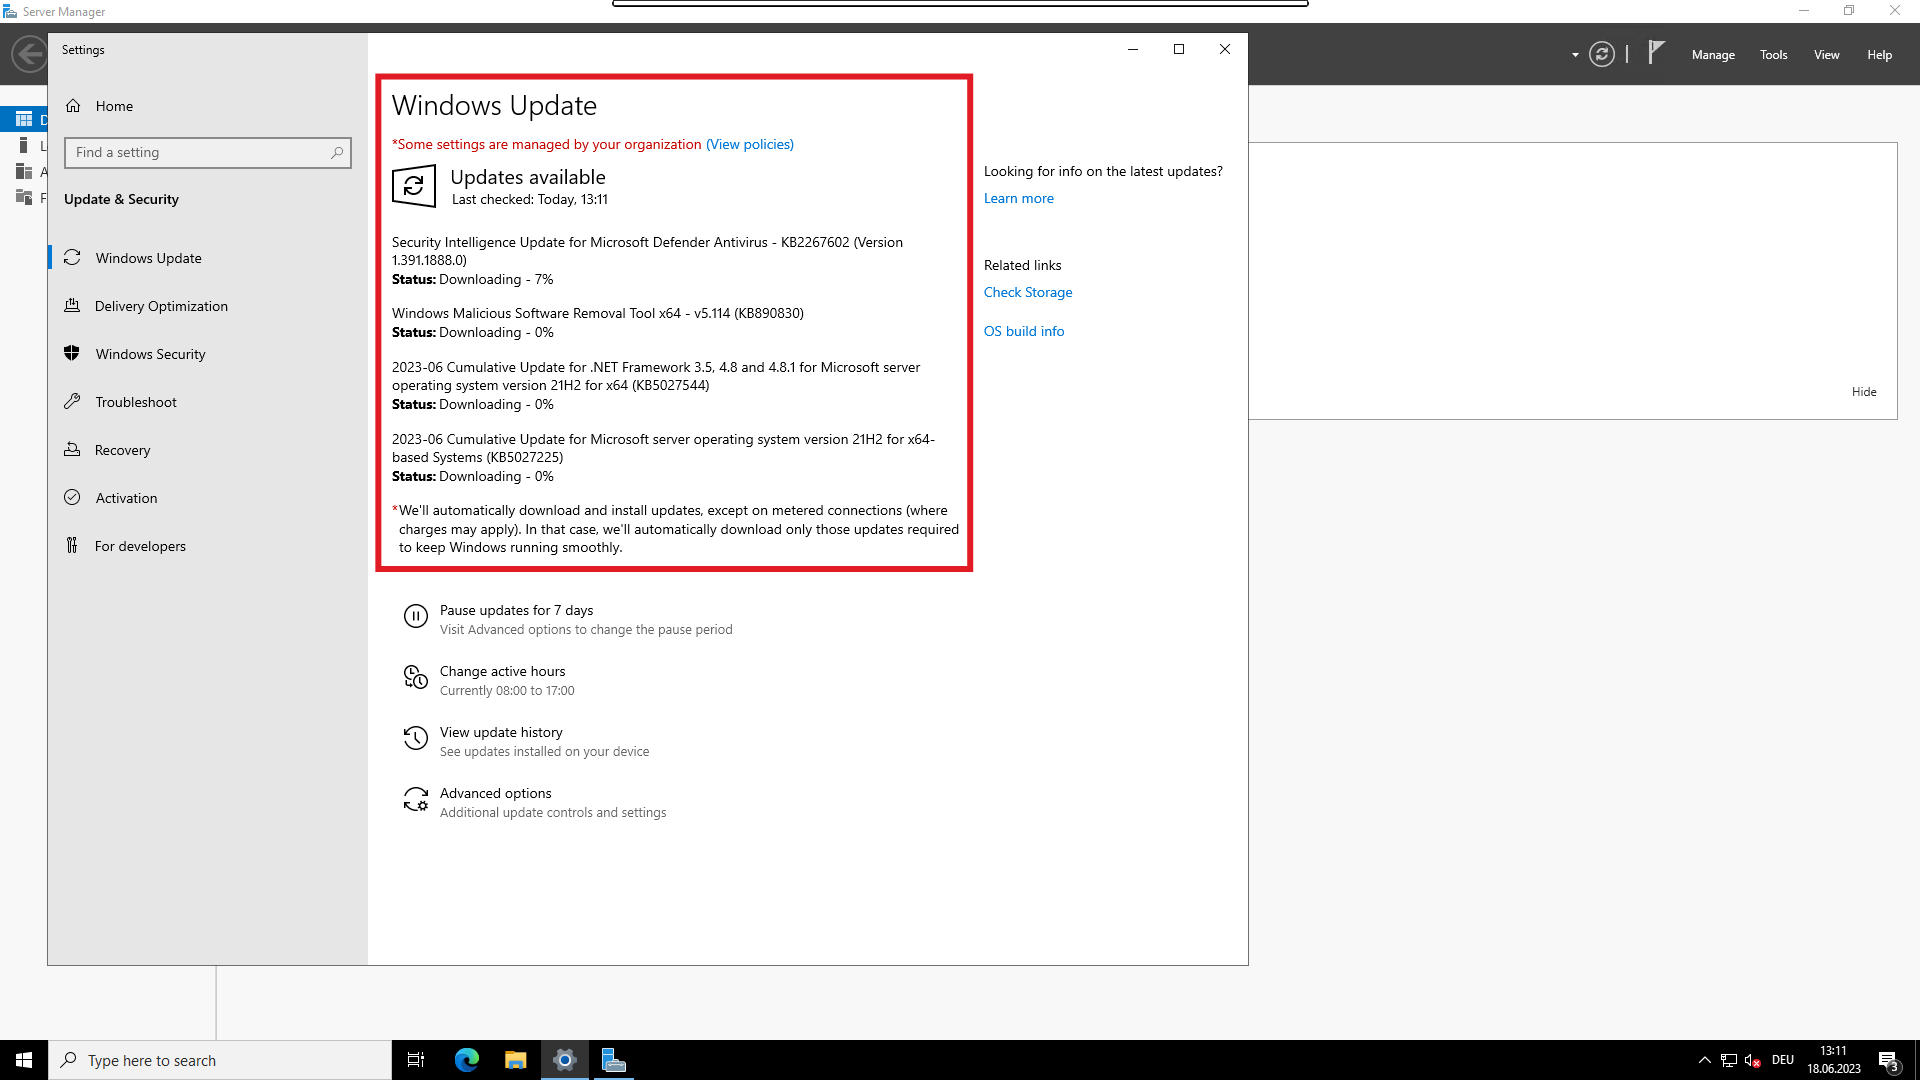 Server Manager
Manage
Tools
View
Help
Settings
Home
Find a setting
Update & Security
Windows Update
Delivery Optimization
Windows Security
Troubleshoot
Recovery
Activation
For developers
D
L
A
F
Windows Update
*Some settings are managed by your organization (View policies)
Updates available
Last checked: Today, 13:11
Security Intelligence Update for Microsoft Defender Antivirus - KB2267602 (Version
1.391.1888.0)
Status: Downloading - 7%
Windows Malicious Software Removal Tool x64 - v5.114 (KB890830)
Status: Downloading - 0%
2023-06 Cumulative Update for .NET Framework 3.5, 4.8 and 4.8.1 for Microsoft server
operating system version 21H2 for x64 (KB5027544)
Status: Downloading - 0%
2023-06 Cumulative Update for Microsoft server operating system version 21H2 for x64-
based Systems (KB5027225)
Status: Downloading - 0%
*We'll automatically download and install updates, except on metered connections (where
charges may apply). In that case, we'll automatically download only those updates required
to keep Windows running smoothly.
Pause updates for 7 days
Visit Advanced options to change the pause period
Change active hours
Currently 08:00 to 17:00
View update history
See updates installed on your device
Advanced options
Additional update controls and settings
Looking for info on the latest updates?
Learn more
Related links
Check Storage
OS build info
Hide
Type here to search
DEU
13:11
18.06.2023
3